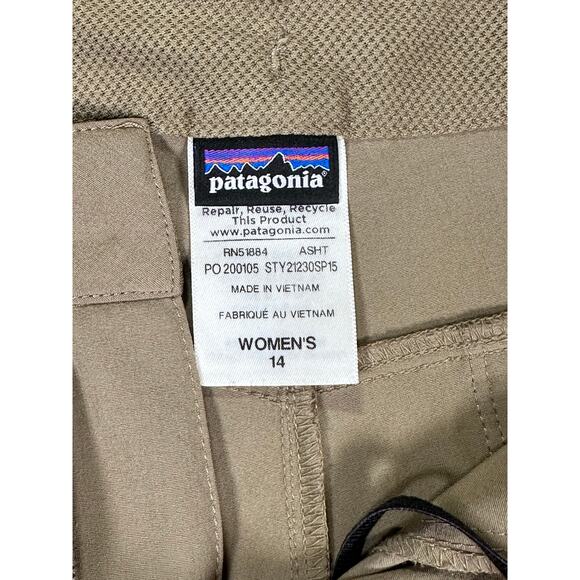 patagonia®
Repair, Reuse, Recycle
This Product
www.patagonia.com
RN51884 ASHT
PO 200105 STY21230SP15
MADE IN VIETNAM
FABRIQUÉ AU VIETNAM
WOMEN'S
14